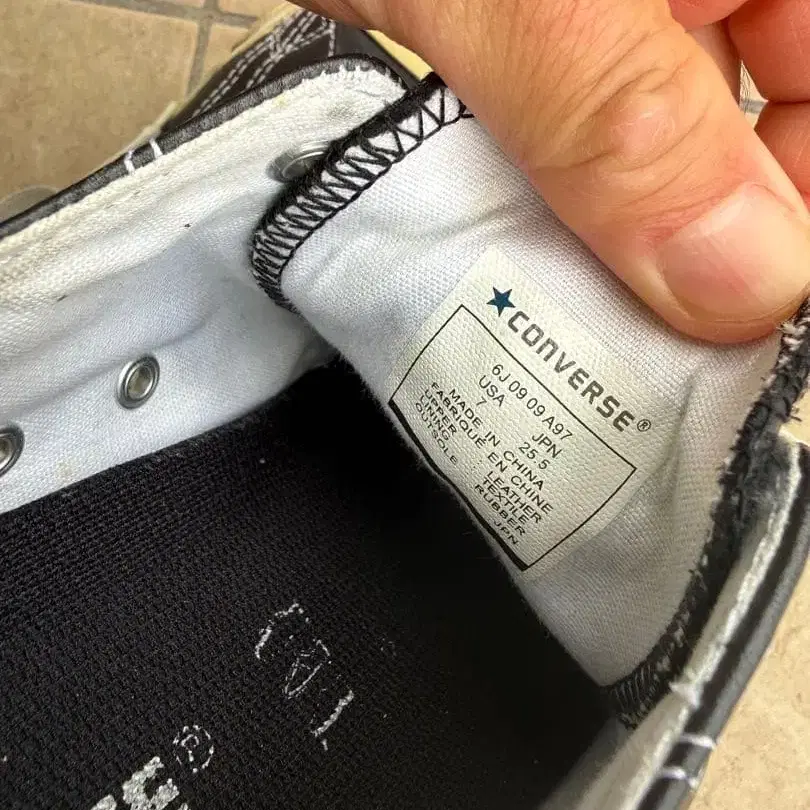 ★CONVERSE®
6J 09 09 A97
USA JPN
7 25.5
MADE IN CHINA
FABRIQUÉ EN CHINE
UPPER LEATHER
LINING TEXTILE
OUTSOLE RUBBER
JPN
®